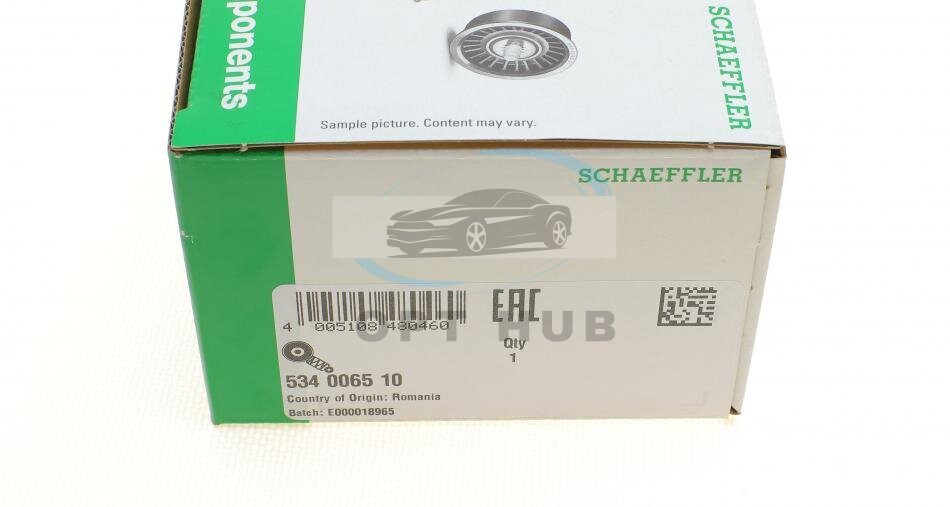 ponents
SCHAEFFLER
Sample picture. Content may vary.
SCHAEFFLER
EAC
4 005108 480460
OPT HUB
Qty
1
534 0065 10
Country of Origin: Romania
Batch: E000018965